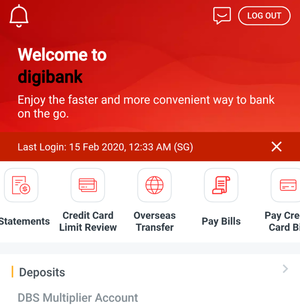 LOG OUT
Welcome to
digibank
Enjoy the faster and more convenient way to bank
on the go.
Last Login: 15 Feb 2020, 12:33 AM (SG)
Statements
Credit Card
Limit Review
Overseas
Transfer
Pay Bills
Pay Cre
Card B
Deposits
DBS Multiplier Account